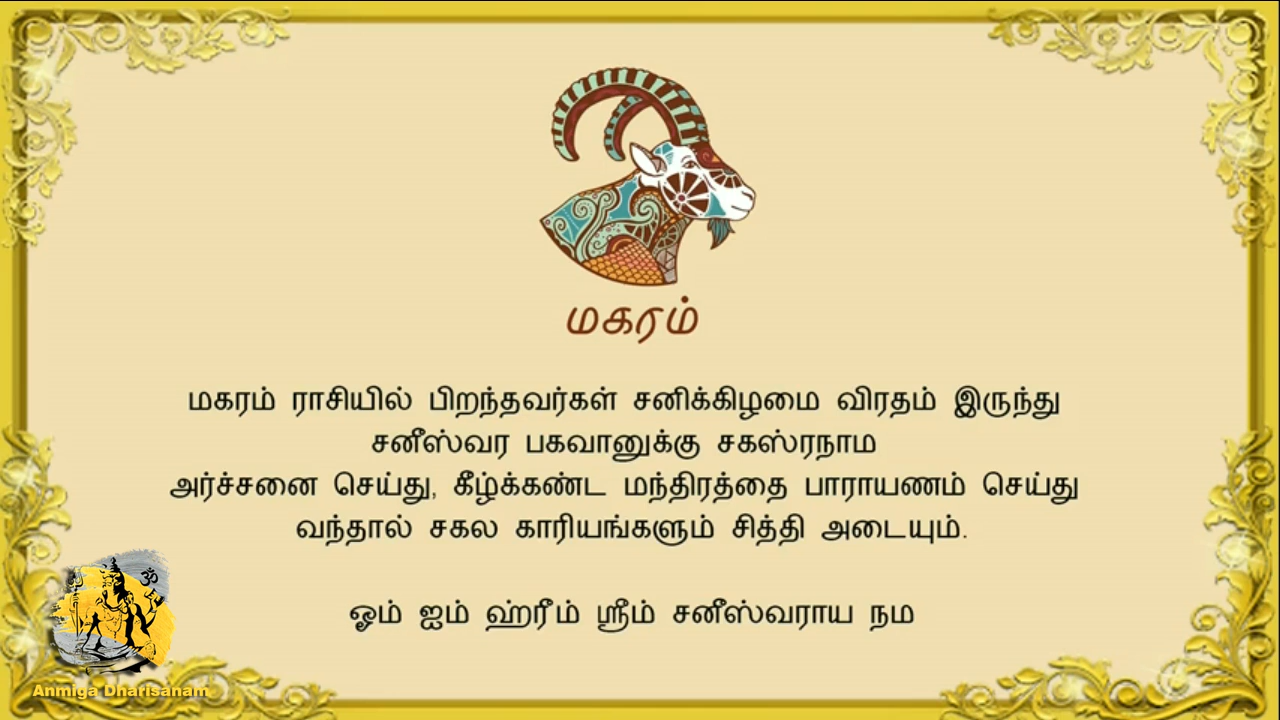 மகரம்
மகரம் ராசியில் பிறந்தவர்கள் சனிக்கிழமை விரதம் இருந்து
சனீஸ்வர பகவானுக்கு சகஸ்ரநாம
அர்ச்சனை செய்து, கீழ்க்கண்ட மந்திரத்தை பாராயணம் செய்து
வந்தால் சகல காரியங்களும் சித்தி அடையும்.
ஓம் ஐம் ஹ்ரீம் ஸ்ரீம் சனீஸ்வராய நம
ॐ
Anmiga Dharisanam